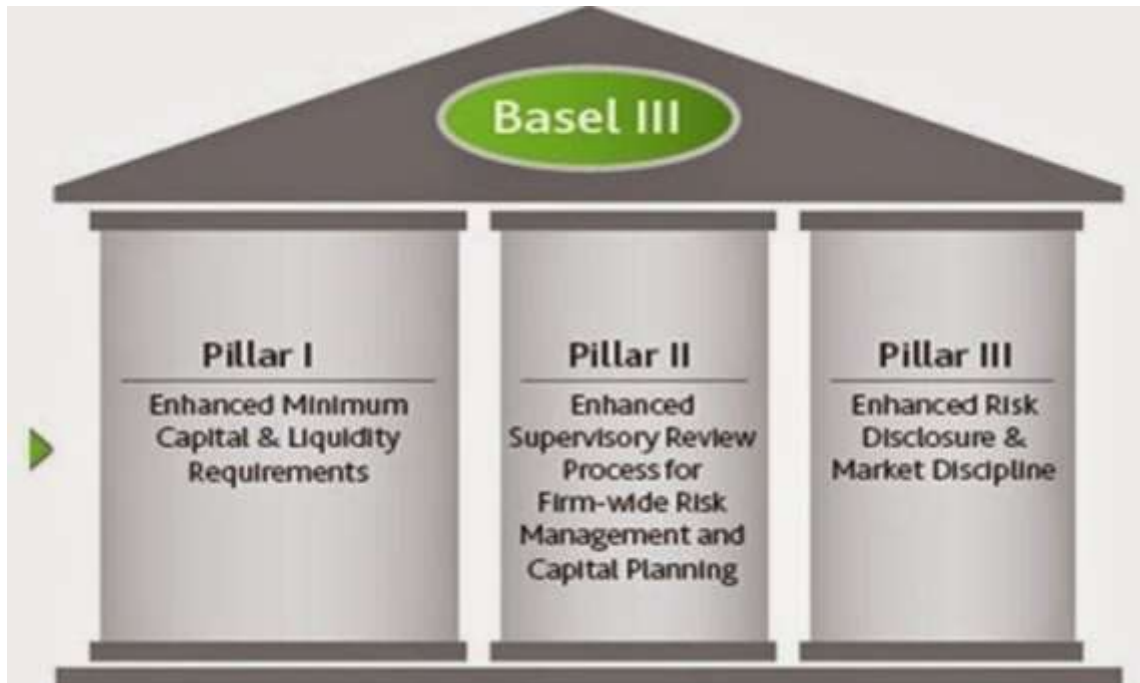 Basel III
Pillar I
Enhanced Minimum
Capital & Liquidity
Requirements
Pillar II
Enhanced
Supervisory Review
Process for
Firm-wide Risk
Management and
Capital Planning
Pillar III
Enhanced Risk
Disclosure &
Market Discipline